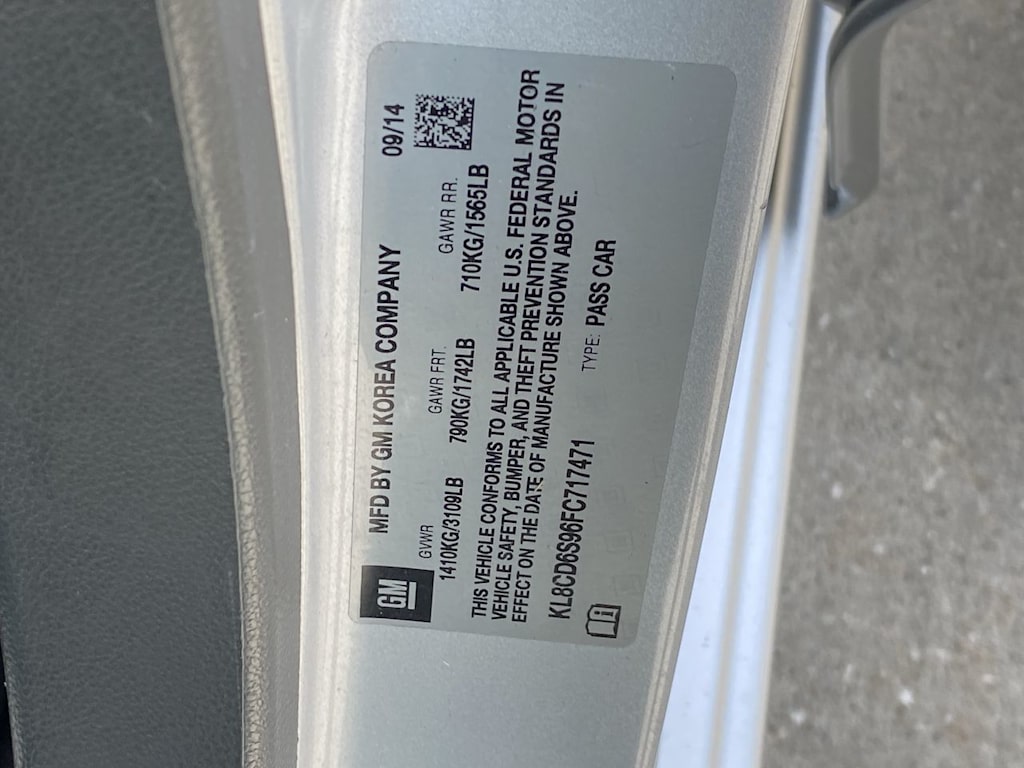 GM
MFD BY GM KOREA COMPANY 09/14
GVWR GAWR FRT. GAWR RR.
1410KG/3109LB 790KG/1742LB 710KG/1565LB
THIS VEHICLE CONFORMS TO ALL APPLICABLE U.S. FEDERAL MOTOR
VEHICLE SAFETY, BUMPER, AND THEFT PREVENTION STANDARDS IN
EFFECT ON THE DATE OF MANUFACTURE SHOWN ABOVE.
KL8CD6S96FC717471 TYPE: PASS CAR
A